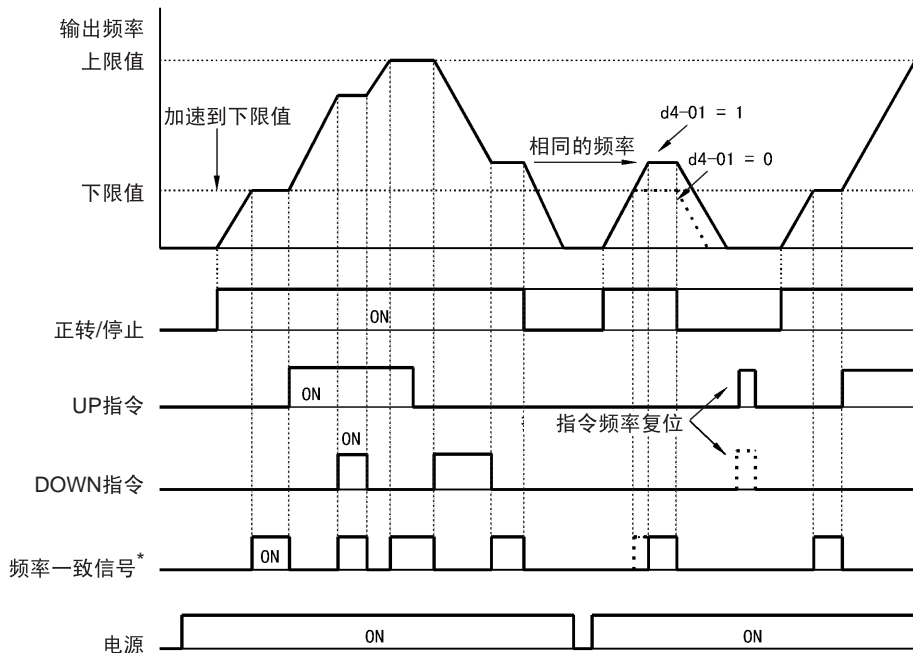 输出频率
上限值
加速到下限值
d4-01 = 1
相同的频率
d4-01 = 0
下限值
正转/停止
ON
UP指令
ON
指令频率复位
ON
DOWN指令
频率一致信号*
ON
电源
ON
ON